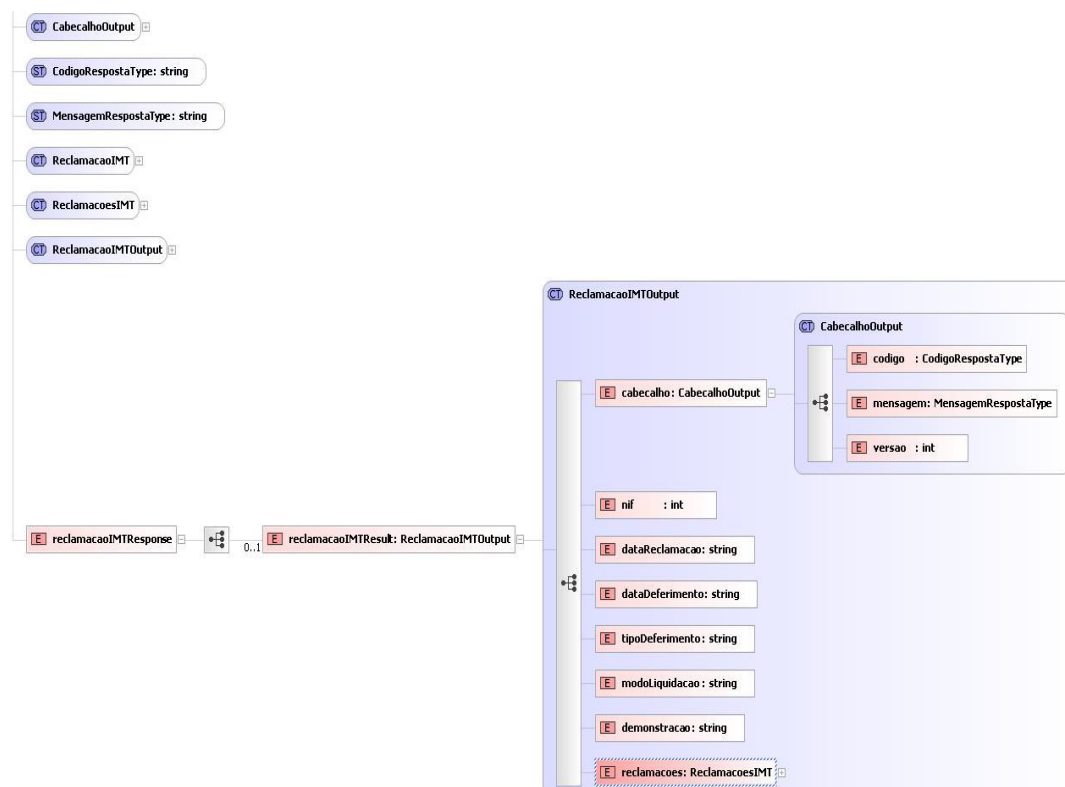 CT CabecalhoOutput
ST CodigoRespostaType: string
ST MensagemRespostaType: string
CT ReclamacaoIMT
CT ReclamacoesIMT
CT ReclamacaoIMTOutput
CT ReclamacaoIMTOutput
CT CabecalhoOutput
E codigo : CodigoRespostaType
E cabecalho: CabecalhoOutput
E mensagem: MensagemRespostaType
E versao : int
E nif : int
E reclamacaoIMTResponse
0..1
E reclamacaoIMTResult: ReclamacaoIMTOutput
E dataReclamacao: string
E dataDeferimento: string
E tipoDeferimento: string
E modoLiquidacao: string
E demonstracao: string
E reclamacoes: ReclamacoesIMT